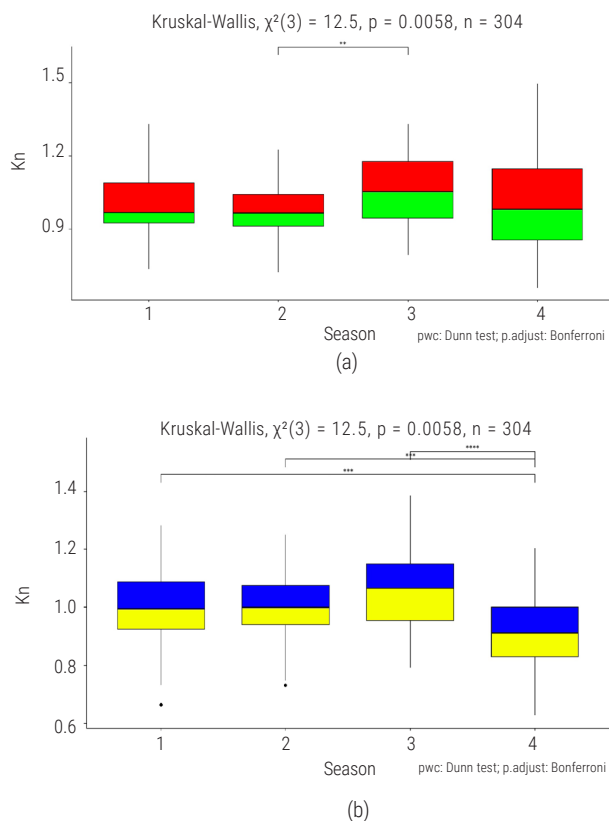 Kruskal-Wallis, χ²(3) = 12.5, p = 0.0058, n = 304
**
1.5
1.2
0.9
Kn
1 2 3 4
Season
pwc: Dunn test; p.adjust: Bonferroni
(a)
Kruskal-Wallis, χ²(3) = 12.5, p = 0.0058, n = 304
****
***
***
1.4
1.2
1.0
0.8
0.6
Kn
1 2 3 4
Season
pwc: Dunn test; p.adjust: Bonferroni
(b)